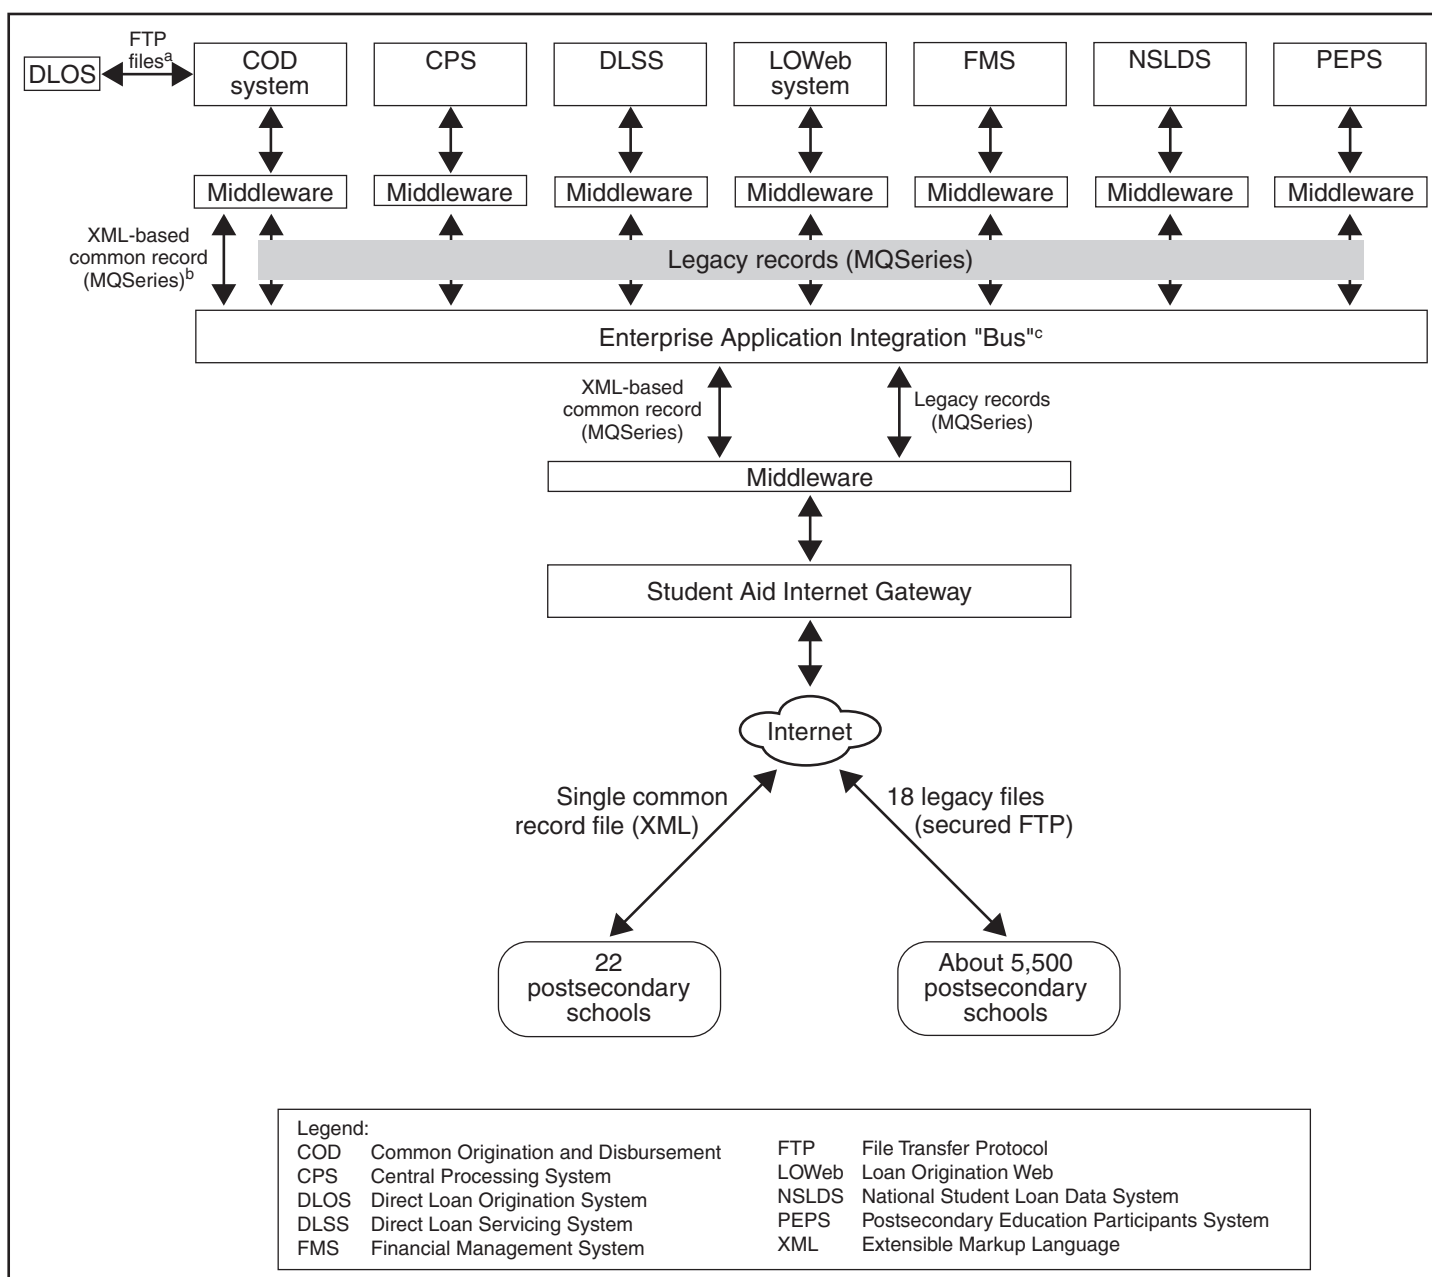 FTP
filesa
DLOS
COD
system
CPS
DLSS
LOWeb
system
FMS
NSLDS
PEPS
Middleware
Middleware
Middleware
Middleware
Middleware
Middleware
Middleware
XML-based
common record
(MQSeries)b
Legacy records (MQSeries)
Enterprise Application Integration "Bus"c
XML-based
common record
(MQSeries)
Legacy records
(MQSeries)
Middleware
Student Aid Internet Gateway
Internet
Single common
record file (XML)
18 legacy files
(secured FTP)
22
postsecondary
schools
About 5,500
postsecondary
schools
Legend:
COD Common Origination and Disbursement
CPS Central Processing System
DLOS Direct Loan Origination System
DLSS Direct Loan Servicing System
FMS Financial Management System
FTP File Transfer Protocol
LOWeb Loan Origination Web
NSLDS National Student Loan Data System
PEPS Postsecondary Education Participants System
XML Extensible Markup Language